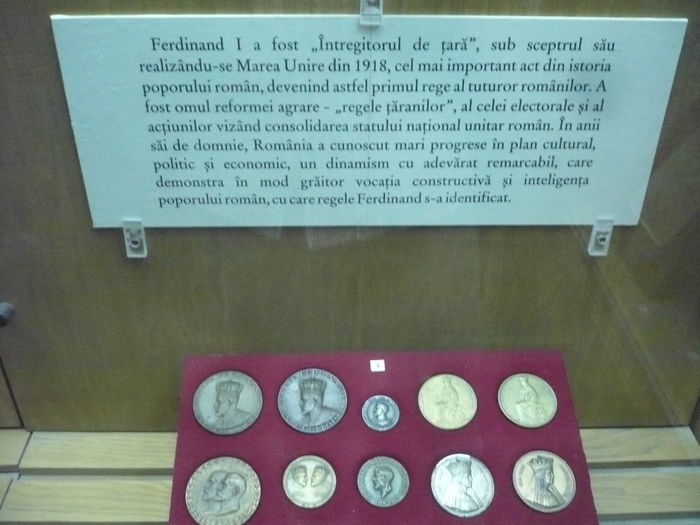 Ferdinand I a fost „Întregitorul de țară”, sub sceptrul său
realizându-se Marea Unire din 1918, cel mai important act din istoria
poporului român, devenind astfel primul rege al tuturor românilor. A
fost omul reformei agrare - „regele țăranilor”, al celei electorale și al
acțiunilor vizând consolidarea statului național unitar român. În anii
săi de domnie, România a cunoscut mari progrese în plan cultural,
politic și economic, un dinamism cu adevărat remarcabil, care
demonstra în mod grăitor vocația constructivă și inteligența
poporului român, cu care regele Ferdinand s-a identificat.